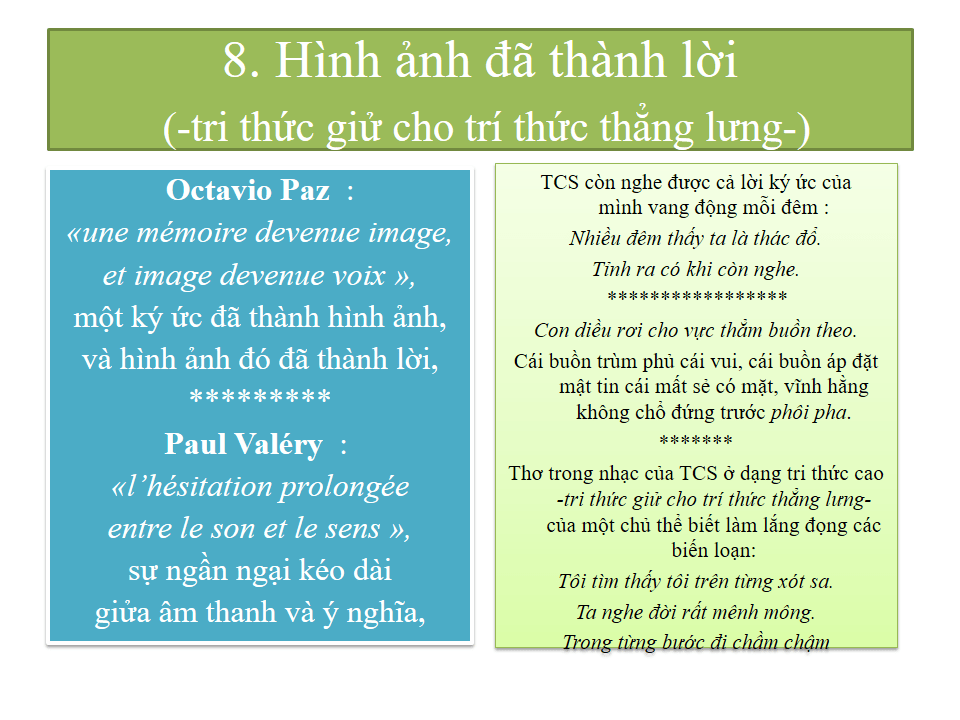 8. Hình ảnh đã thành lời
(-tri thức giử cho trí thức thẳng lưng-)
Octavio Paz :
«une mémoire devenue image,
et image devenue voix »,
một ký ức đã thành hình ảnh,
và hình ảnh đó đã thành lời,
*********
Paul Valéry :
«l’hésitation prolongée
entre le son et le sens »,
sự ngần ngại kéo dài
giửa âm thanh và ý nghĩa,
TCS còn nghe được cả lời ký ức của
mình vang động mỗi đêm :
Nhiều đêm thấy ta là thác đổ.
Tỉnh ra có khi còn nghe.
*****************
Con diều rơi cho vực thẳm buồn theo.
Cái buồn trùm phủ cái vui, cái buồn áp đặt
mật tin cái mất sẻ có mặt, vĩnh hằng
không chổ đứng trước phôi pha.
*******
Thơ trong nhạc của TCS ở dạng tri thức cao
-tri thức giử cho trí thức thẳng lưng-
của một chủ thể biết làm lắng đọng các
biến loạn:
Tôi tìm thấy tôi trên từng xót sa.
Ta nghe đời rất mênh mông.
Trong từng bước đi chầm chậm